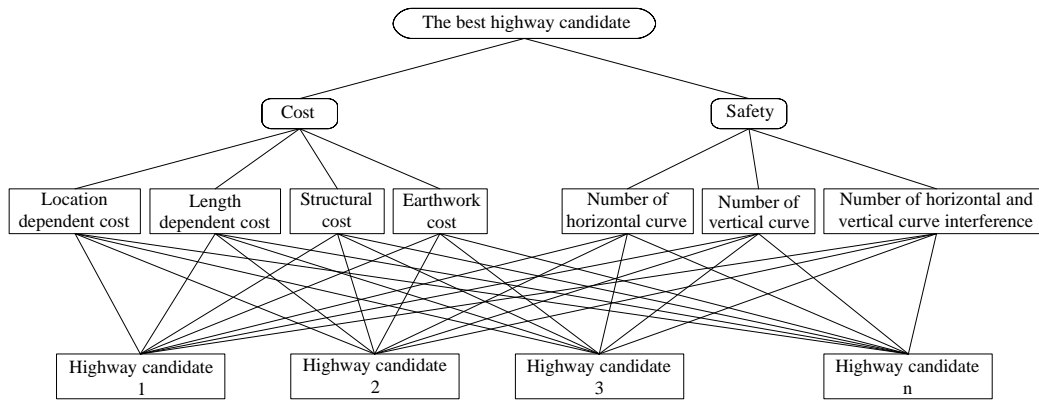 The best highway candidate
Cost
Safety
Location
dependent cost
Length
dependent cost
Structural
cost
Earthwork
cost
Number of
horizontal curve
Number of
vertical curve
Number of horizontal and
vertical curve interference
Highway candidate
1
Highway candidate
2
Highway candidate
3
Highway candidate
n